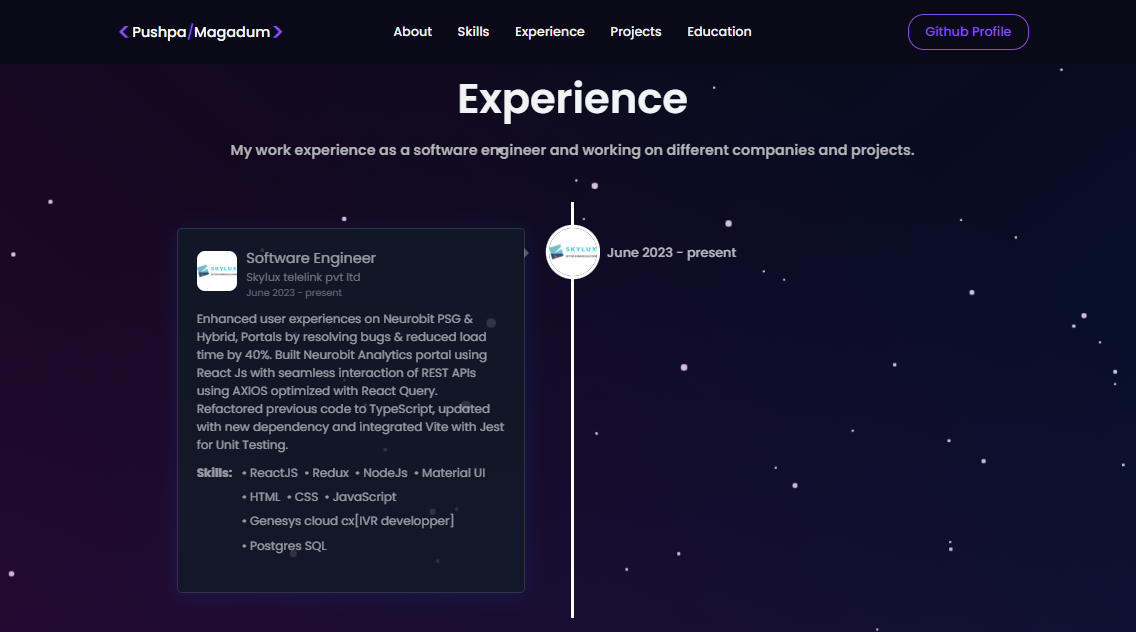 <Pushpa/Magadum>
About Skills Experience Projects Education
Github Profile
Experience
My work experience as a software engineer and working on different companies and projects.
SKYLUX
Software Engineer
Skylux telelink pvt ltd
June 2023 - present
SKYLUX
June 2023 - present
Enhanced user experiences on Neurobit PSG &
Hybrid, Portals by resolving bugs & reduced load
time by 40%. Built Neurobit Analytics portal using
React Js with seamless interaction of REST APIs
using AXIOS optimized with React Query.
Refactored previous code to TypeScript, updated
with new dependency and integrated Vite with Jest
for Unit Testing.
Skills: • ReactJS • Redux • NodeJs • Material UI
• HTML • CSS • JavaScript
• Genesys cloud cx[IVR developper]
• Postgres SQL